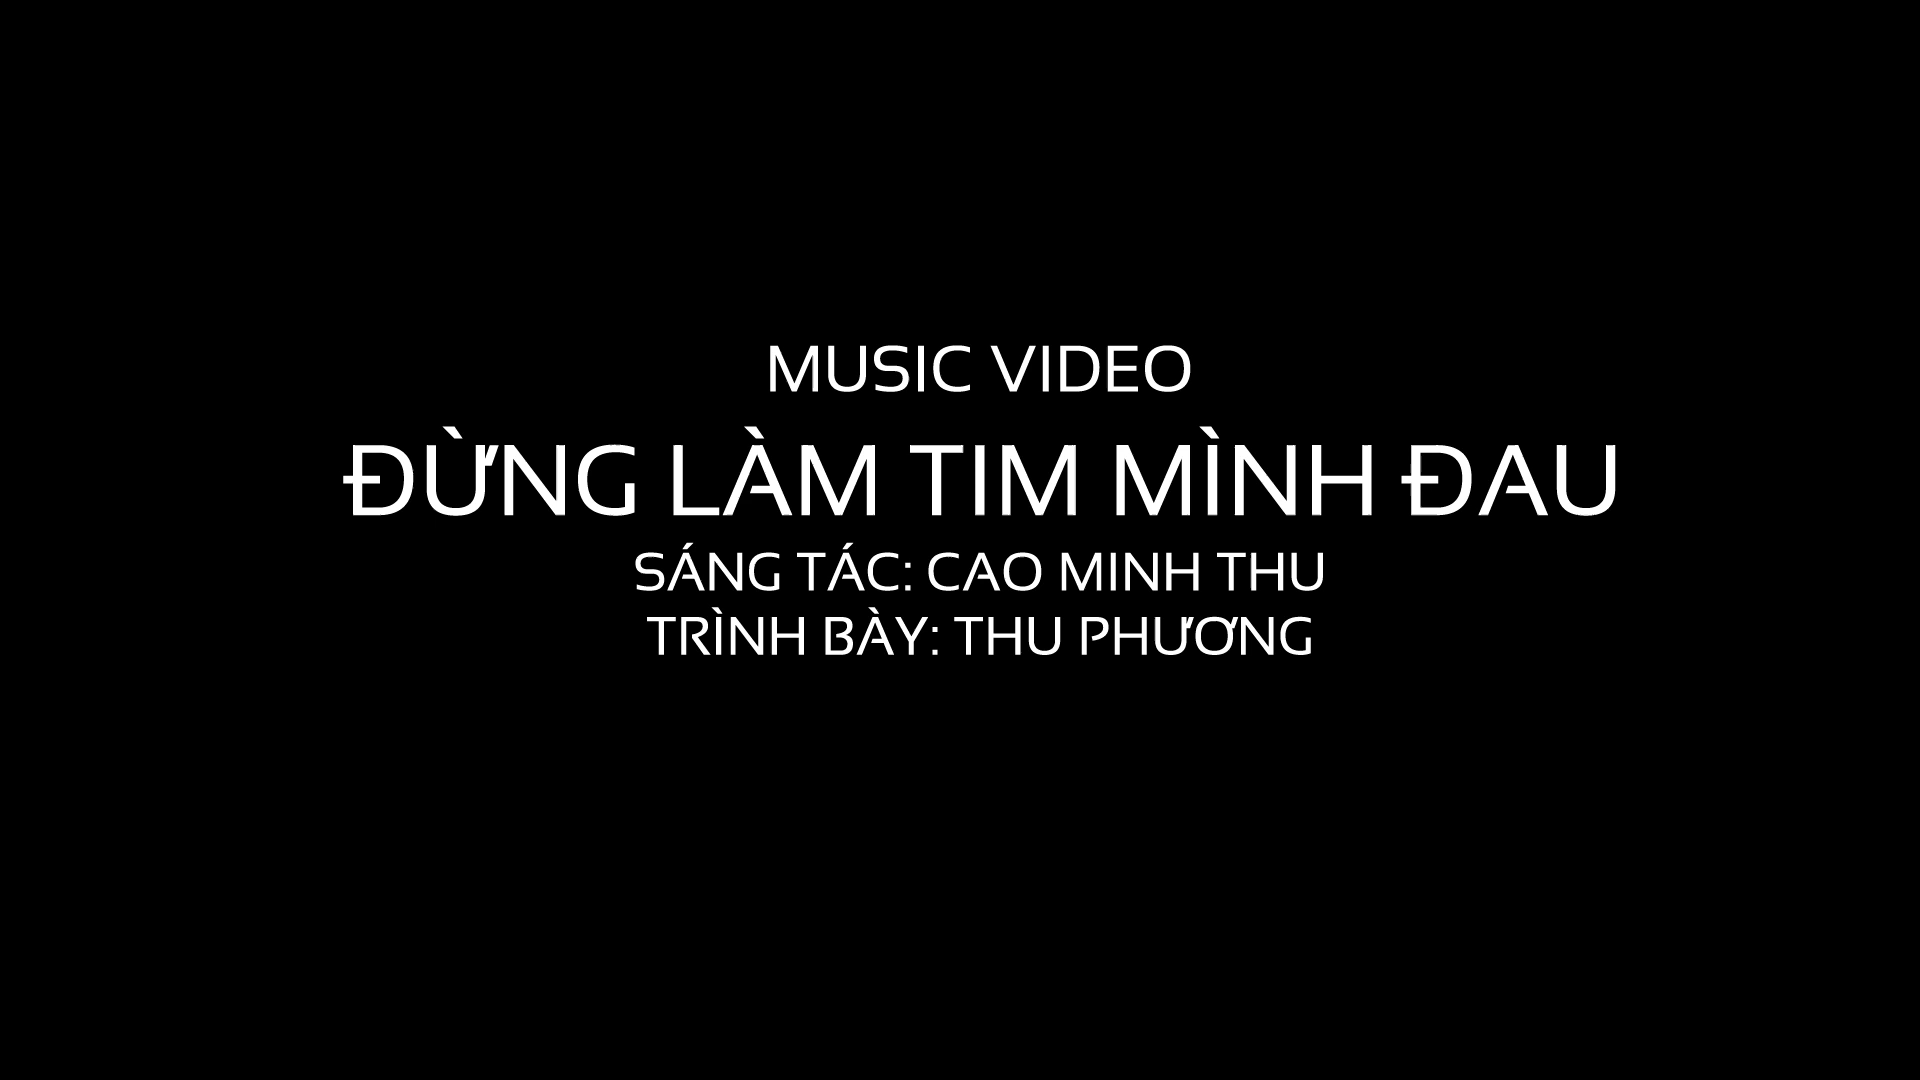 MUSIC VIDEO
ĐỪNG LÀM TIM MÌNH ĐAU
SÁNG TÁC: CAO MINH THU
TRÌNH BÀY: THU PHƯƠNG